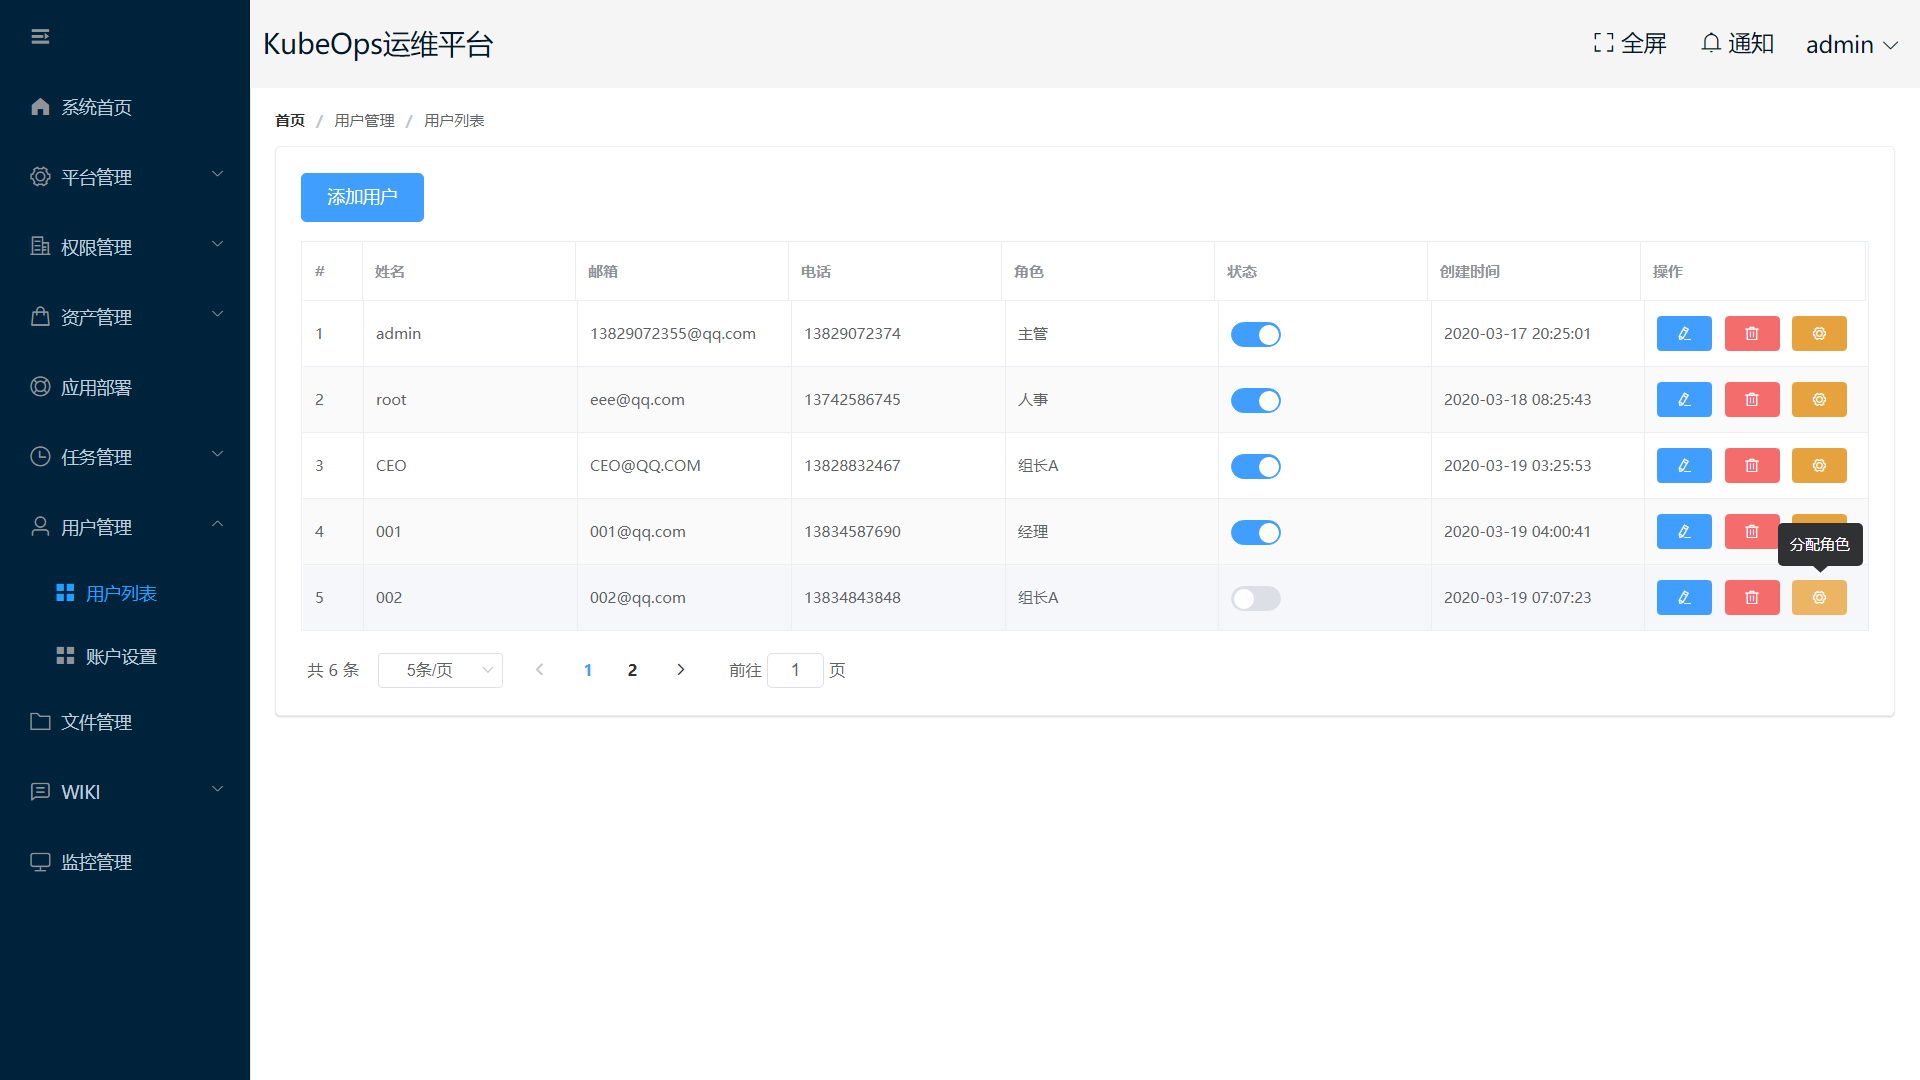 KubeOps运维平台
全屏
通知
admin
系统首页
平台管理
权限管理
资产管理
应用部署
任务管理
用户管理
用户列表
账户设置
文件管理
WIKI
监控管理
首页 / 用户管理 / 用户列表
添加用户
# 姓名 邮箱 电话 角色 状态 创建时间 操作
1 admin 13829072355@qq.com 13829072374 主管 2020-03-17 20:25:01
2 root eee@qq.com 13742586745 人事 2020-03-18 08:25:43
3 CEO CEO@QQ.COM 13828832467 组长A 2020-03-19 03:25:53
4 001 001@qq.com 13834587690 经理 2020-03-19 04:00:41
分配角色
5 002 002@qq.com 13834843848 组长A 2020-03-19 07:07:23
共 6 条 5条/页 1 2 前往 1 页